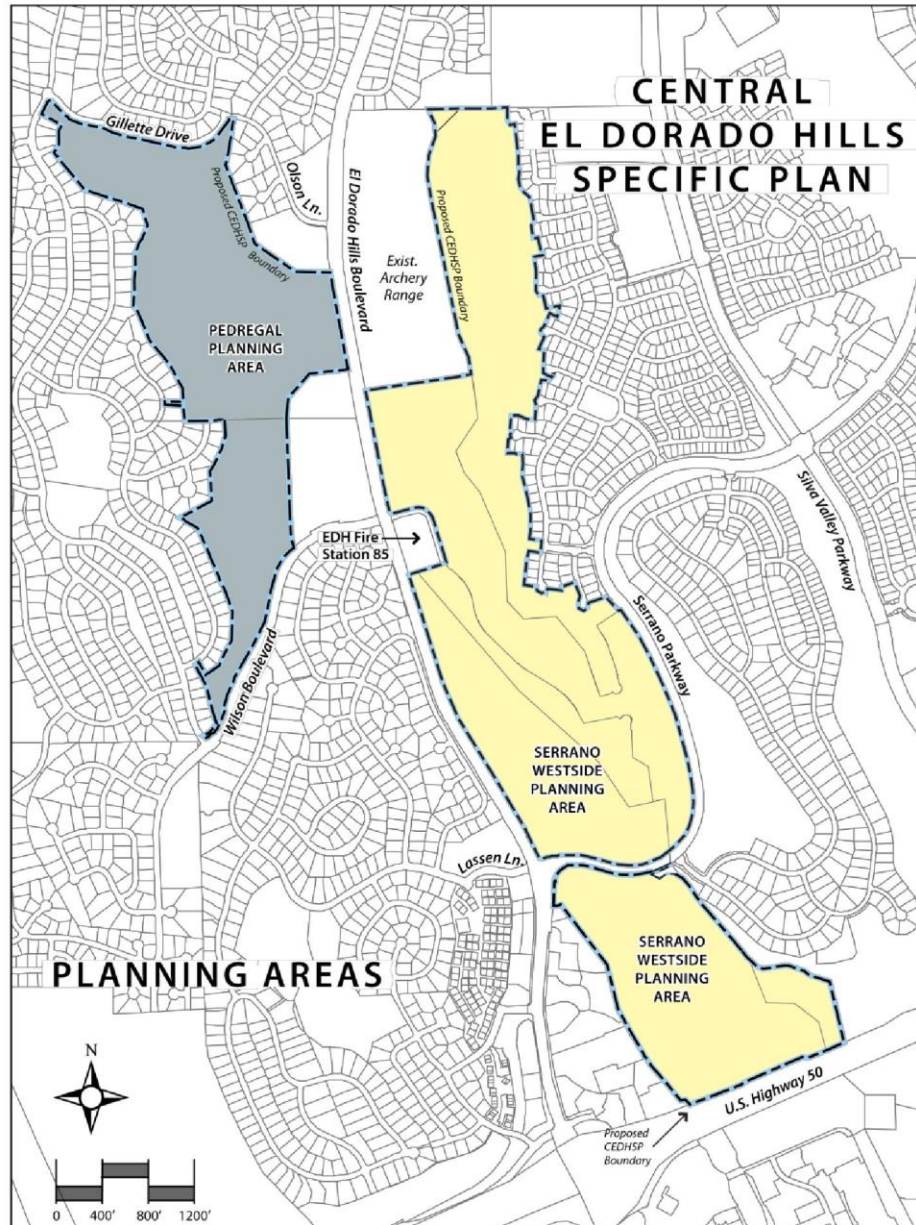 CENTRAL
EL DORADO HILLS
SPECIFIC PLAN
Gillette Drive
Olson Ln.
El Dorado Hills Boulevard
Proposed CEDHSP
Boundary
Proposed CEDHSP Boundary
Exist.
Archery
Range
PEDREGAL
PLANNING
AREA
EDH Fire
Station 85
Silva Valley Parkway
Serrano Parkway
Wilson Boulevard
SERRANO
WESTSIDE
PLANNING
AREA
Lassen Ln.
SERRANO
WESTSIDE
PLANNING
AREA
PLANNING AREAS
U.S. Highway 50
Proposed
CEDHSP
Boundary
N
0 400' 800' 1200'